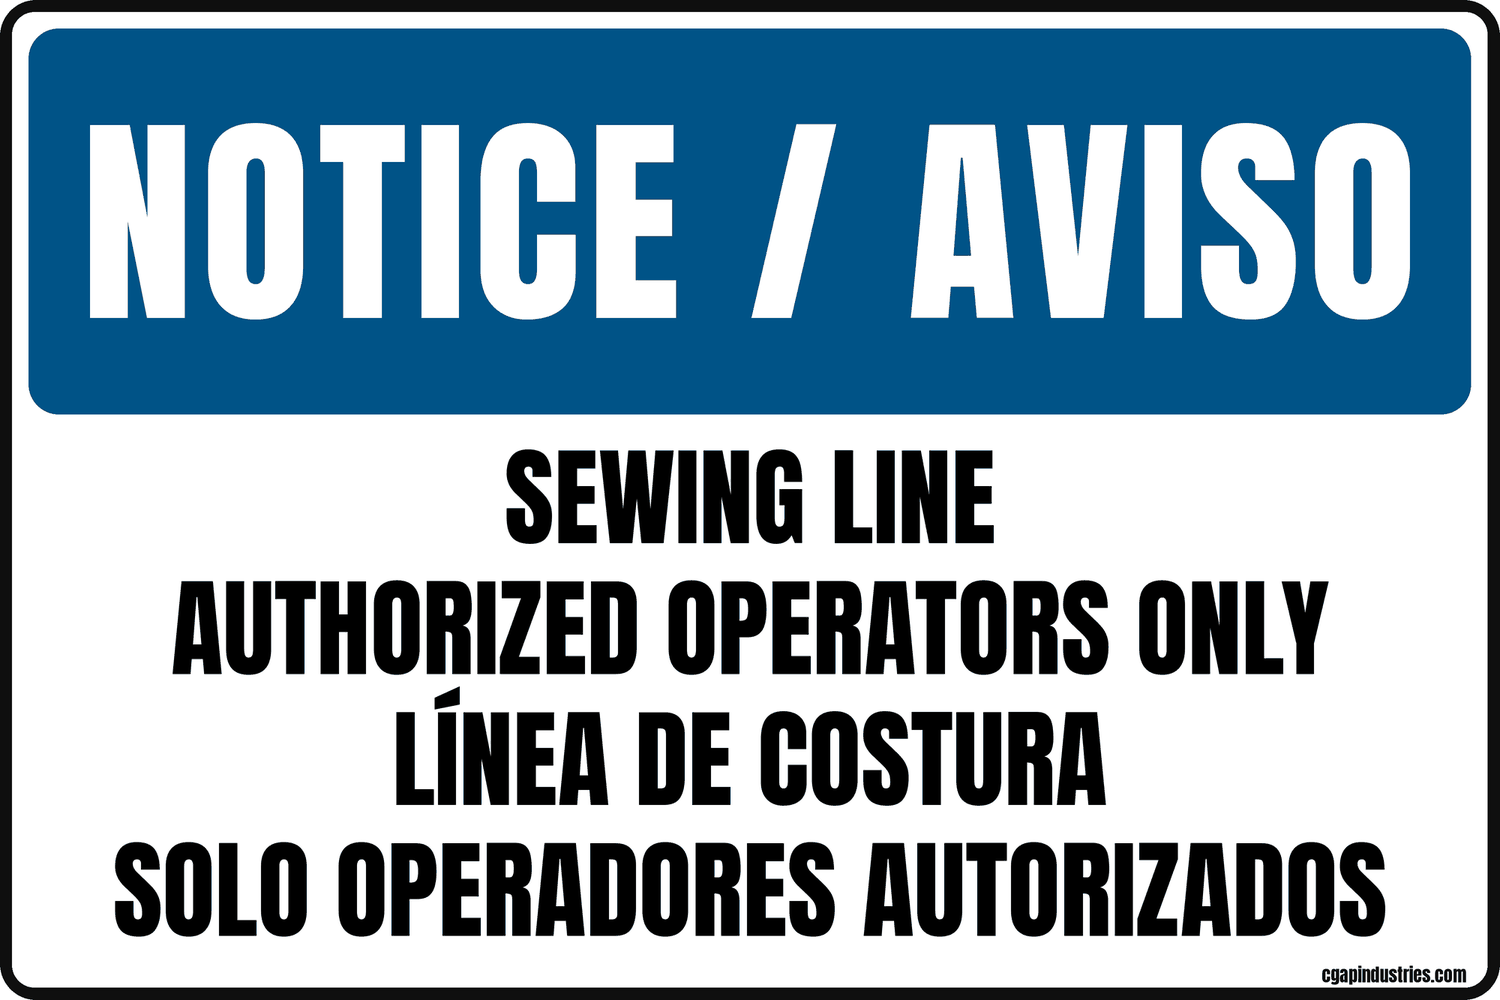 NOTICE / AVISO
SEWING LINE
AUTHORIZED OPERATORS ONLY
LÍNEA DE COSTURA
SOLO OPERADORES AUTORIZADOS
cgapindustries.com